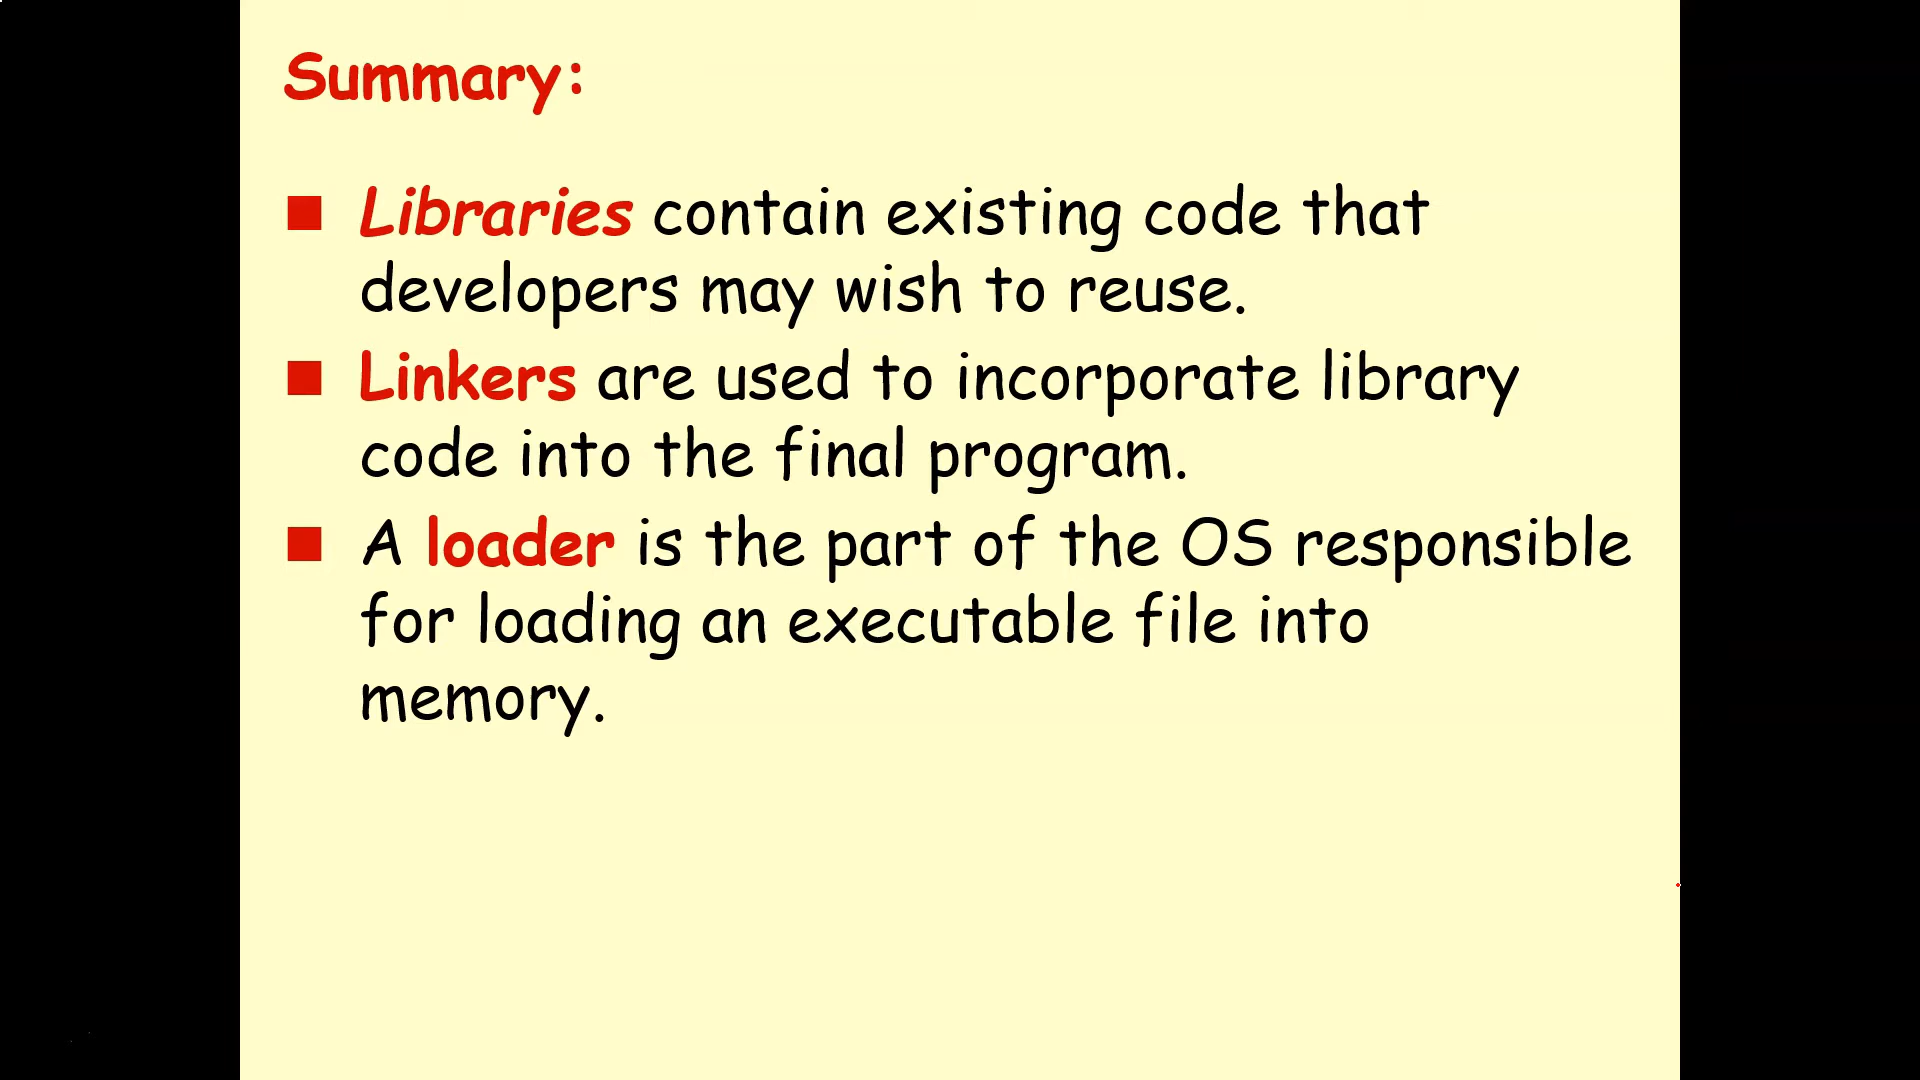 Summary:
Libraries contain existing code that
developers may wish to reuse.
Linkers are used to incorporate library
code into the final program.
A loader is the part of the OS responsible
for loading an executable file into
memory.